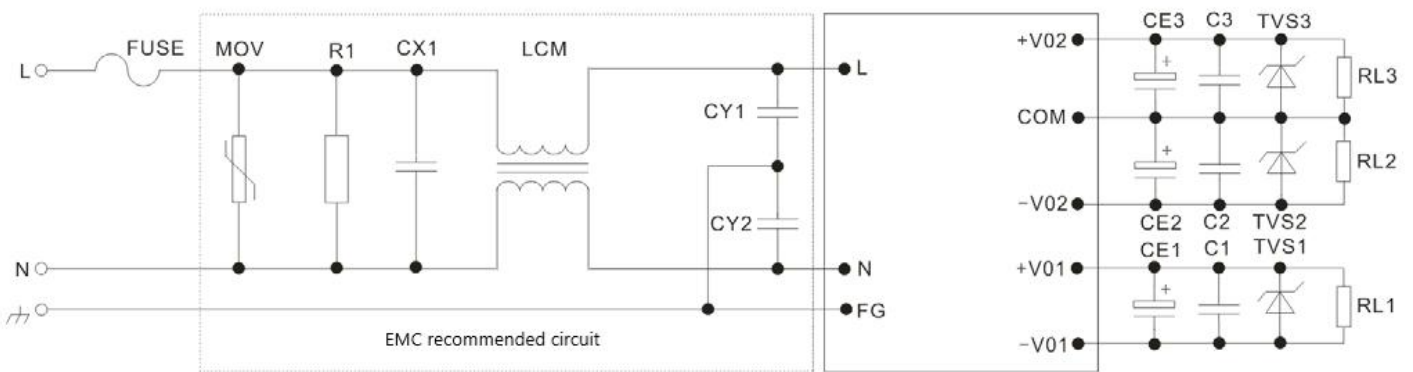 FUSE MOV R1 CX1 LCM
L
L
CY1
CY2
N
N
FG
EMC recommended circuit
CE3 C3 TVS3
+V02
RL3
COM
RL2
−V02
CE2 C2 TVS2
CE1 C1 TVS1
+V01
RL1
−V01
+
+
+